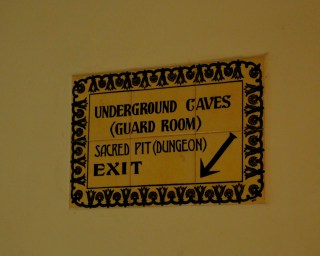 UNDERGROUND CAVES
(GUARD ROOM)
SACRED PIT (DUNGEON)
EXIT